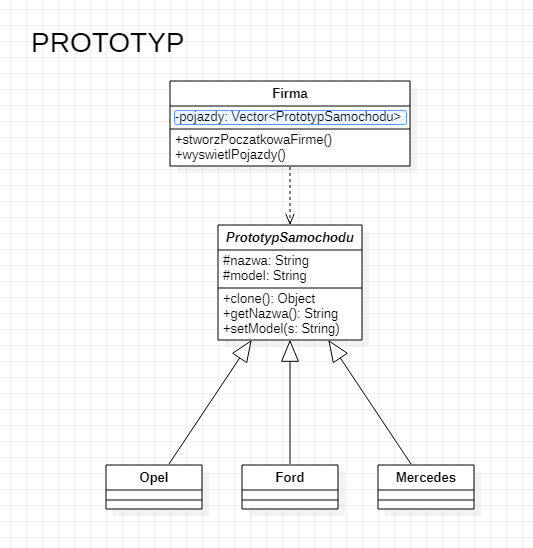 PROTOTYP
Firma
-pojazdy: Vector<PrototypSamochodu>
+stworzPoczatkowaFirme()
+wyswietlPojazdy()
PrototypSamochodu
#nazwa: String
#model: String
+clone(): Object
+getNazwa(): String
+setModel(s: String)
Opel
Ford
Mercedes